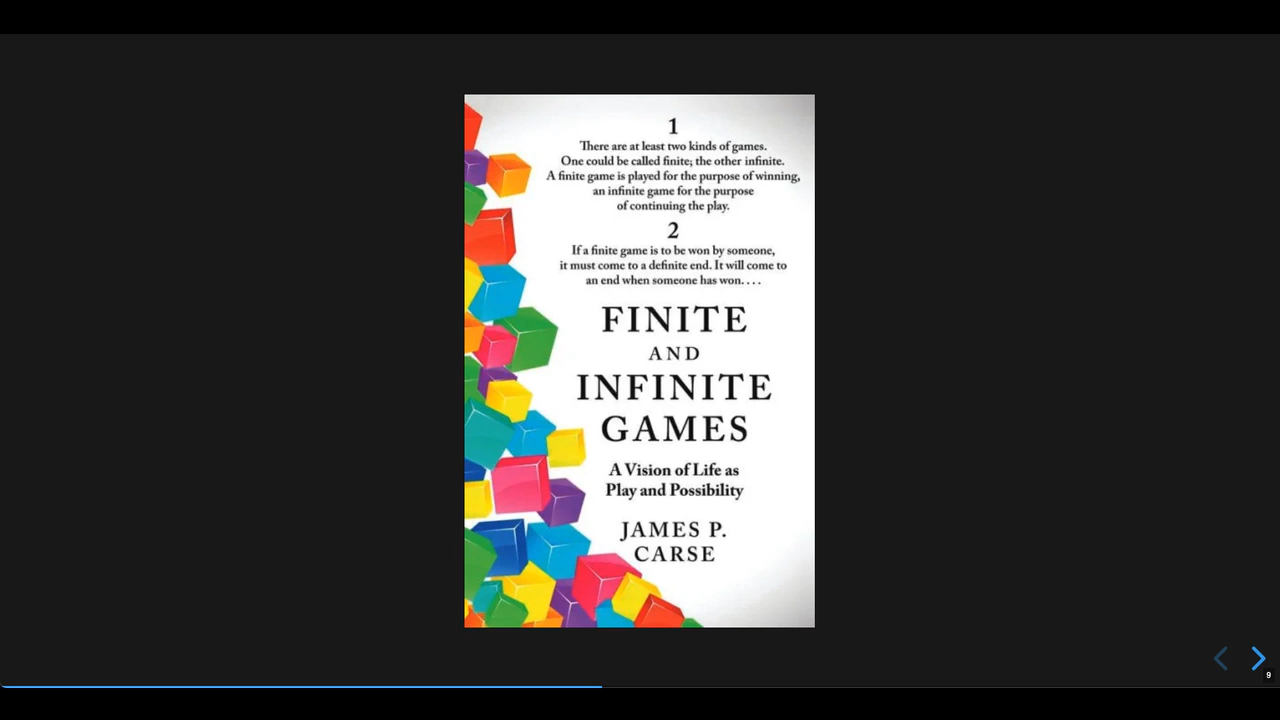 1
There are at least two kinds of games.
One could be called finite; the other infinite.
A finite game is played for the purpose of winning,
an infinite game for the purpose
of continuing the play.
2
If a finite game is to be won by someone,
it must come to a definite end. It will come to
an end when someone has won. . . .
FINITE
AND
INFINITE
GAMES
A Vision of Life as
Play and Possibility
JAMES P.
CARSE
9